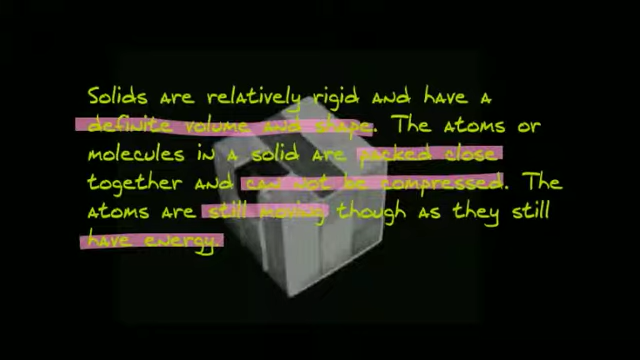 Solids are relatively rigid and have a
definite volume and shape. The atoms or
molecules in a solid are packed close
together and can not be compressed. The
atoms are still moving though as they still
have energy.